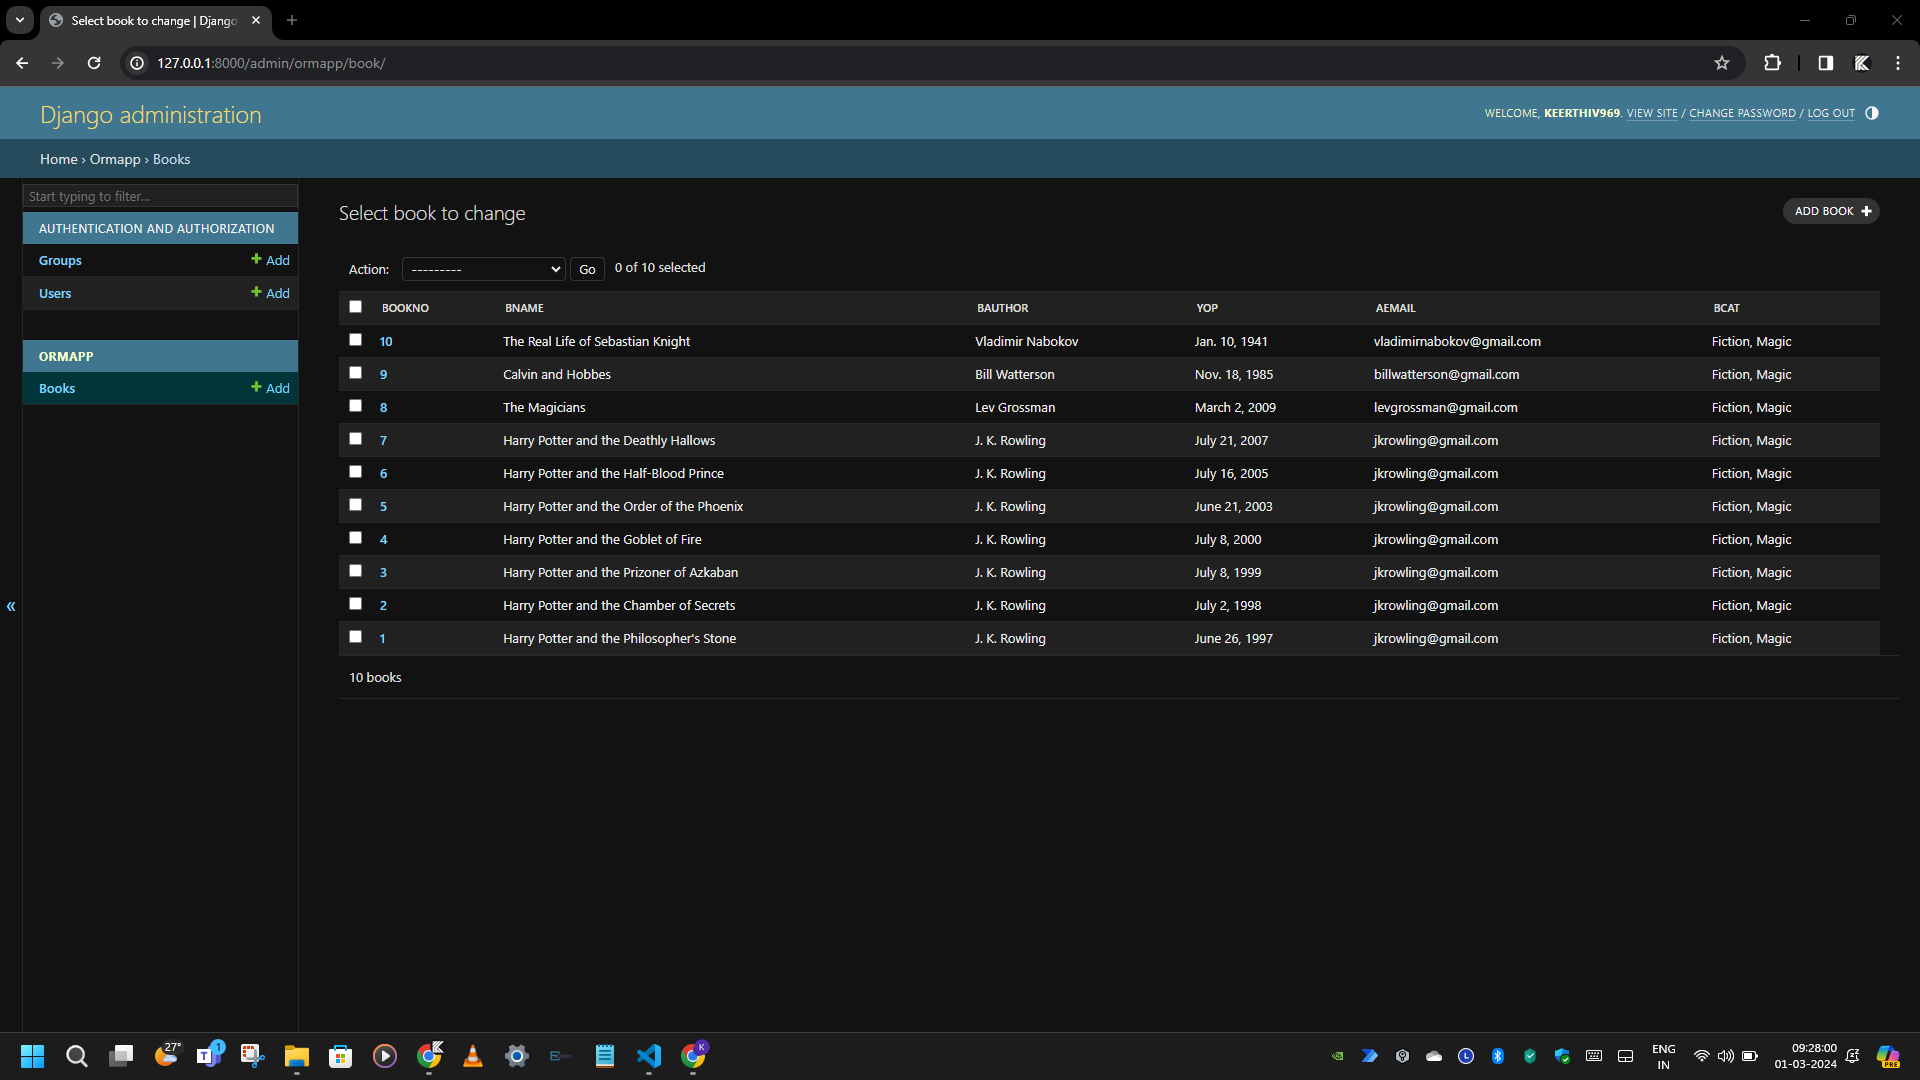 Select book to change | Django
127.0.0.1:8000/admin/ormapp/book/
Django administration
WELCOME, KEERTHIV969. VIEW SITE / CHANGE PASSWORD / LOG OUT
Home › Ormapp › Books
Start typing to filter...
AUTHENTICATION AND AUTHORIZATION
Groups + Add
Users + Add
ORMAPP
Books + Add
«
Select book to change
ADD BOOK +
Action: --------- Go 0 of 10 selected
BOOKNO BNAME BAUTHOR YOP AEMAIL BCAT
10 The Real Life of Sebastian Knight Vladimir Nabokov Jan. 10, 1941 vladimirnabokov@gmail.com Fiction, Magic
9 Calvin and Hobbes Bill Watterson Nov. 18, 1985 billwatterson@gmail.com Fiction, Magic
8 The Magicians Lev Grossman March 2, 2009 levgrossman@gmail.com Fiction, Magic
7 Harry Potter and the Deathly Hallows J. K. Rowling July 21, 2007 jkrowling@gmail.com Fiction, Magic
6 Harry Potter and the Half-Blood Prince J. K. Rowling July 16, 2005 jkrowling@gmail.com Fiction, Magic
5 Harry Potter and the Order of the Phoenix J. K. Rowling June 21, 2003 jkrowling@gmail.com Fiction, Magic
4 Harry Potter and the Goblet of Fire J. K. Rowling July 8, 2000 jkrowling@gmail.com Fiction, Magic
3 Harry Potter and the Prizoner of Azkaban J. K. Rowling July 8, 1999 jkrowling@gmail.com Fiction, Magic
2 Harry Potter and the Chamber of Secrets J. K. Rowling July 2, 1998 jkrowling@gmail.com Fiction, Magic
1 Harry Potter and the Philosopher's Stone J. K. Rowling June 26, 1997 jkrowling@gmail.com Fiction, Magic
10 books
27°
1
K
L
ENG
IN
09:28:00
01-03-2024
PRE